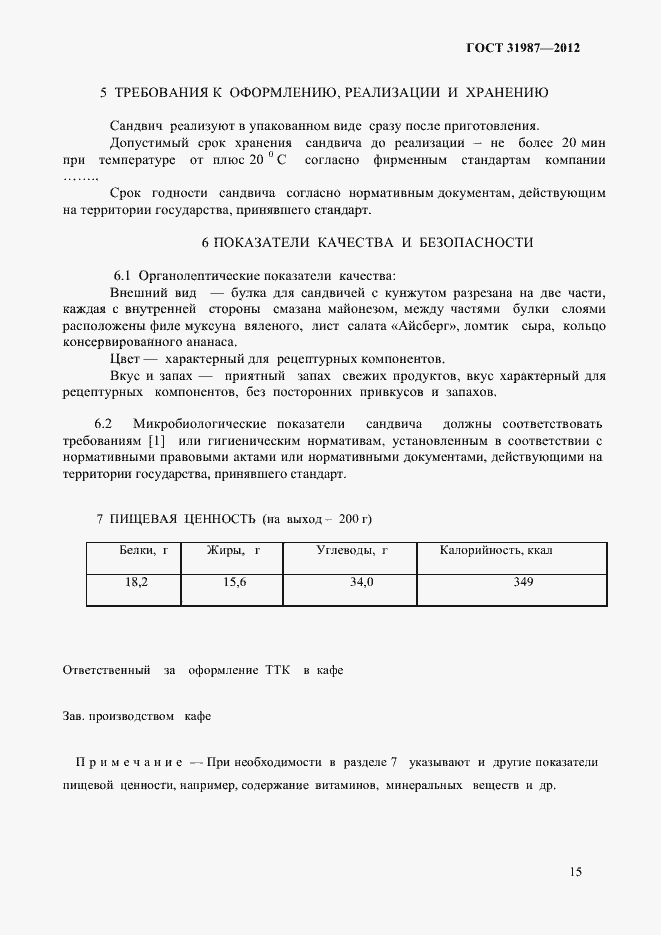 ГОСТ 31987—2012
5 ТРЕБОВАНИЯ К ОФОРМЛЕНИЮ, РЕАЛИЗАЦИИ И ХРАНЕНИЮ
Сандвич реализуют в упакованном виде сразу после приготовления.
Допустимый срок хранения сандвича до реализации – не более 20 мин
при температуре от плюс 20 ⁰ С согласно фирменным стандартам компании
……..
Срок годности сандвича согласно нормативным документам, действующим
на территории государства, принявшего стандарт.
6 ПОКАЗАТЕЛИ КАЧЕСТВА И БЕЗОПАСНОСТИ
6.1 Органолептические показатели качества:
Внешний вид — булка для сандвичей с кунжутом разрезана на две части,
каждая с внутренней стороны смазана майонезом, между частями булки слоями
расположены филе муксуна вяленого, лист салата «Айсберг», ломтик сыра, кольцо
консервированного ананаса.
Цвет — характерный для рецептурных компонентов.
Вкус и запах — приятный запах свежих продуктов, вкус характерный для
рецептурных компонентов, без посторонних привкусов и запахов.
6.2 Микробиологические показатели сандвича должны соответствовать
требованиям [1] или гигиеническим нормативам, установленным в соответствии с
нормативными правовыми актами или нормативными документами, действующими на
территории государства, принявшего стандарт.
7 ПИЩЕВАЯ ЦЕННОСТЬ (на выход – 200 г)
Белки, г Жиры, г Углеводы, г Калорийность, ккал
18,2 15,6 34,0 349
Ответственный за оформление ТТК в кафе
Зав. производством кафе
П р и м е ч а н и е — При необходимости в разделе 7 указывают и другие показатели
пищевой ценности, например, содержание витаминов, минеральных веществ и др.
15